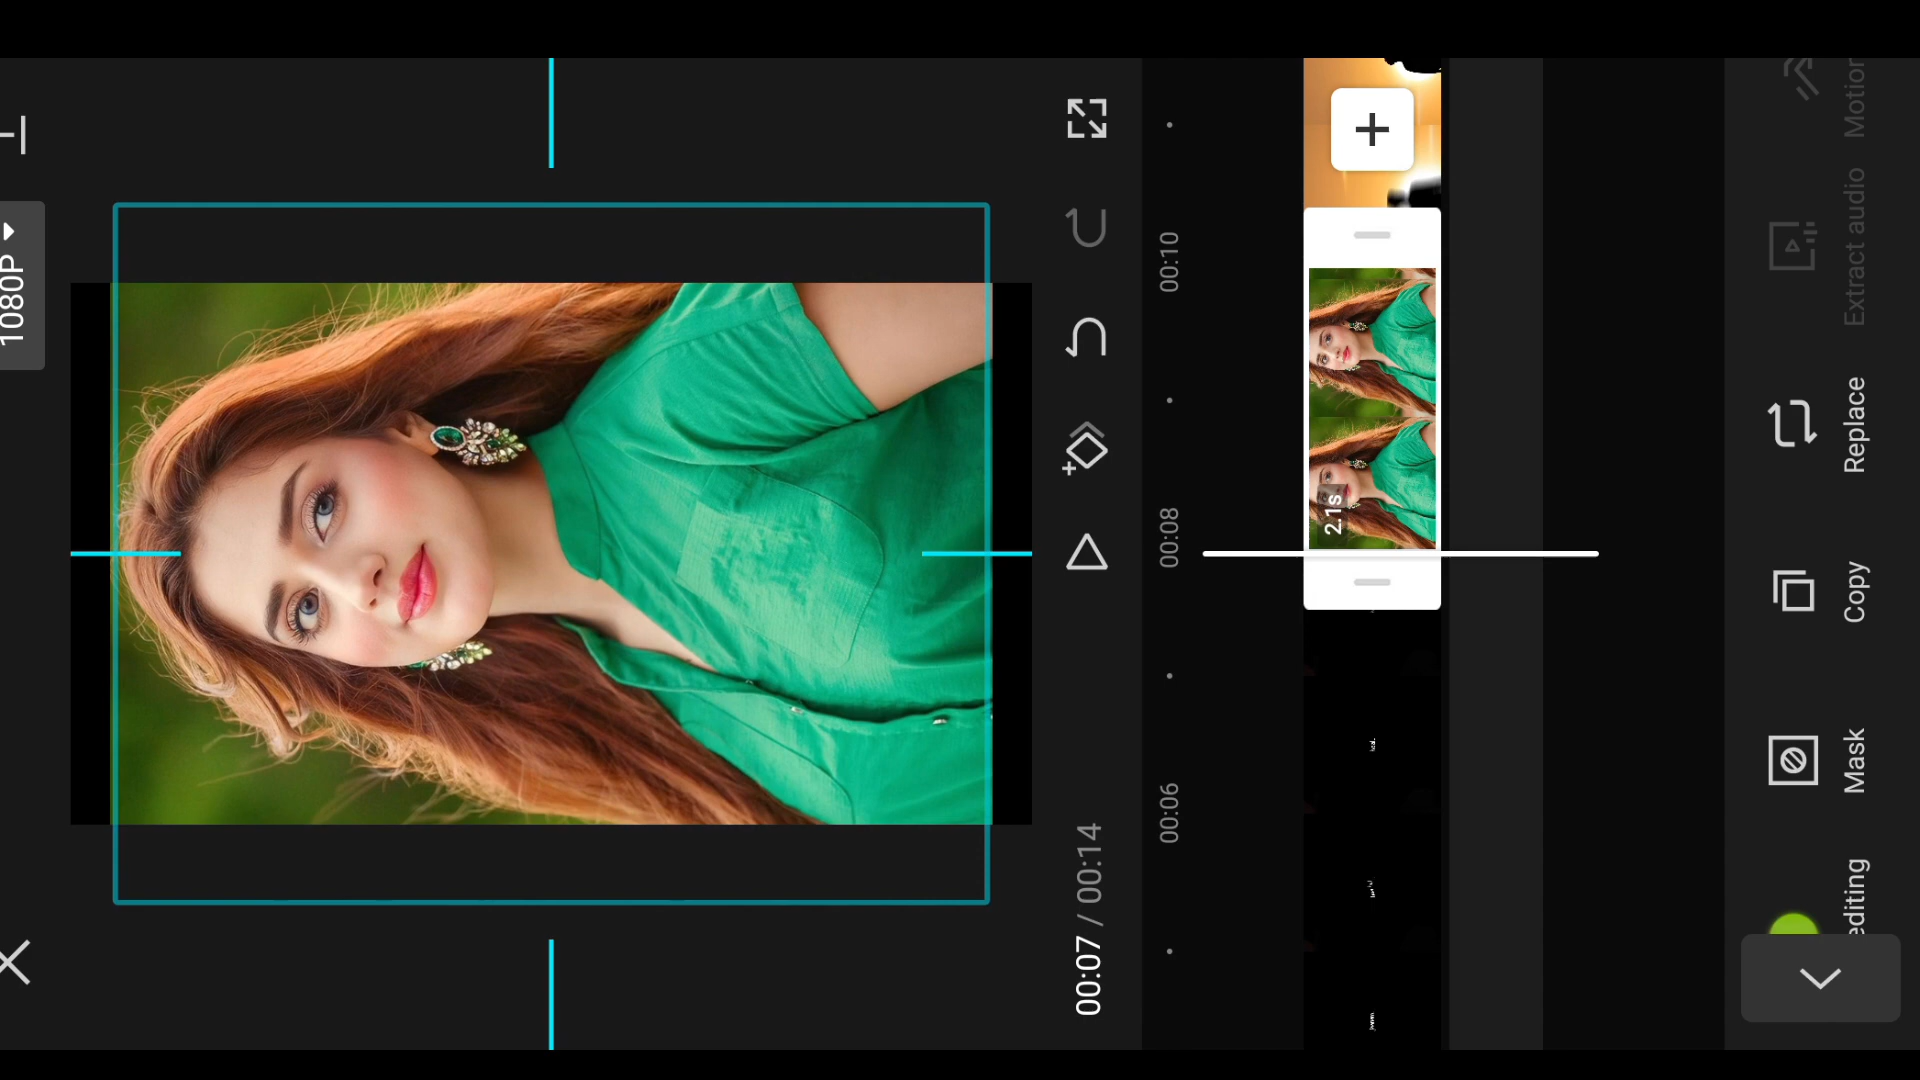 1080P
00:07 / 00:14
00:06
00:08
00:10
2.1s
editing
Mask
Copy
Replace
Extract audio
Motion